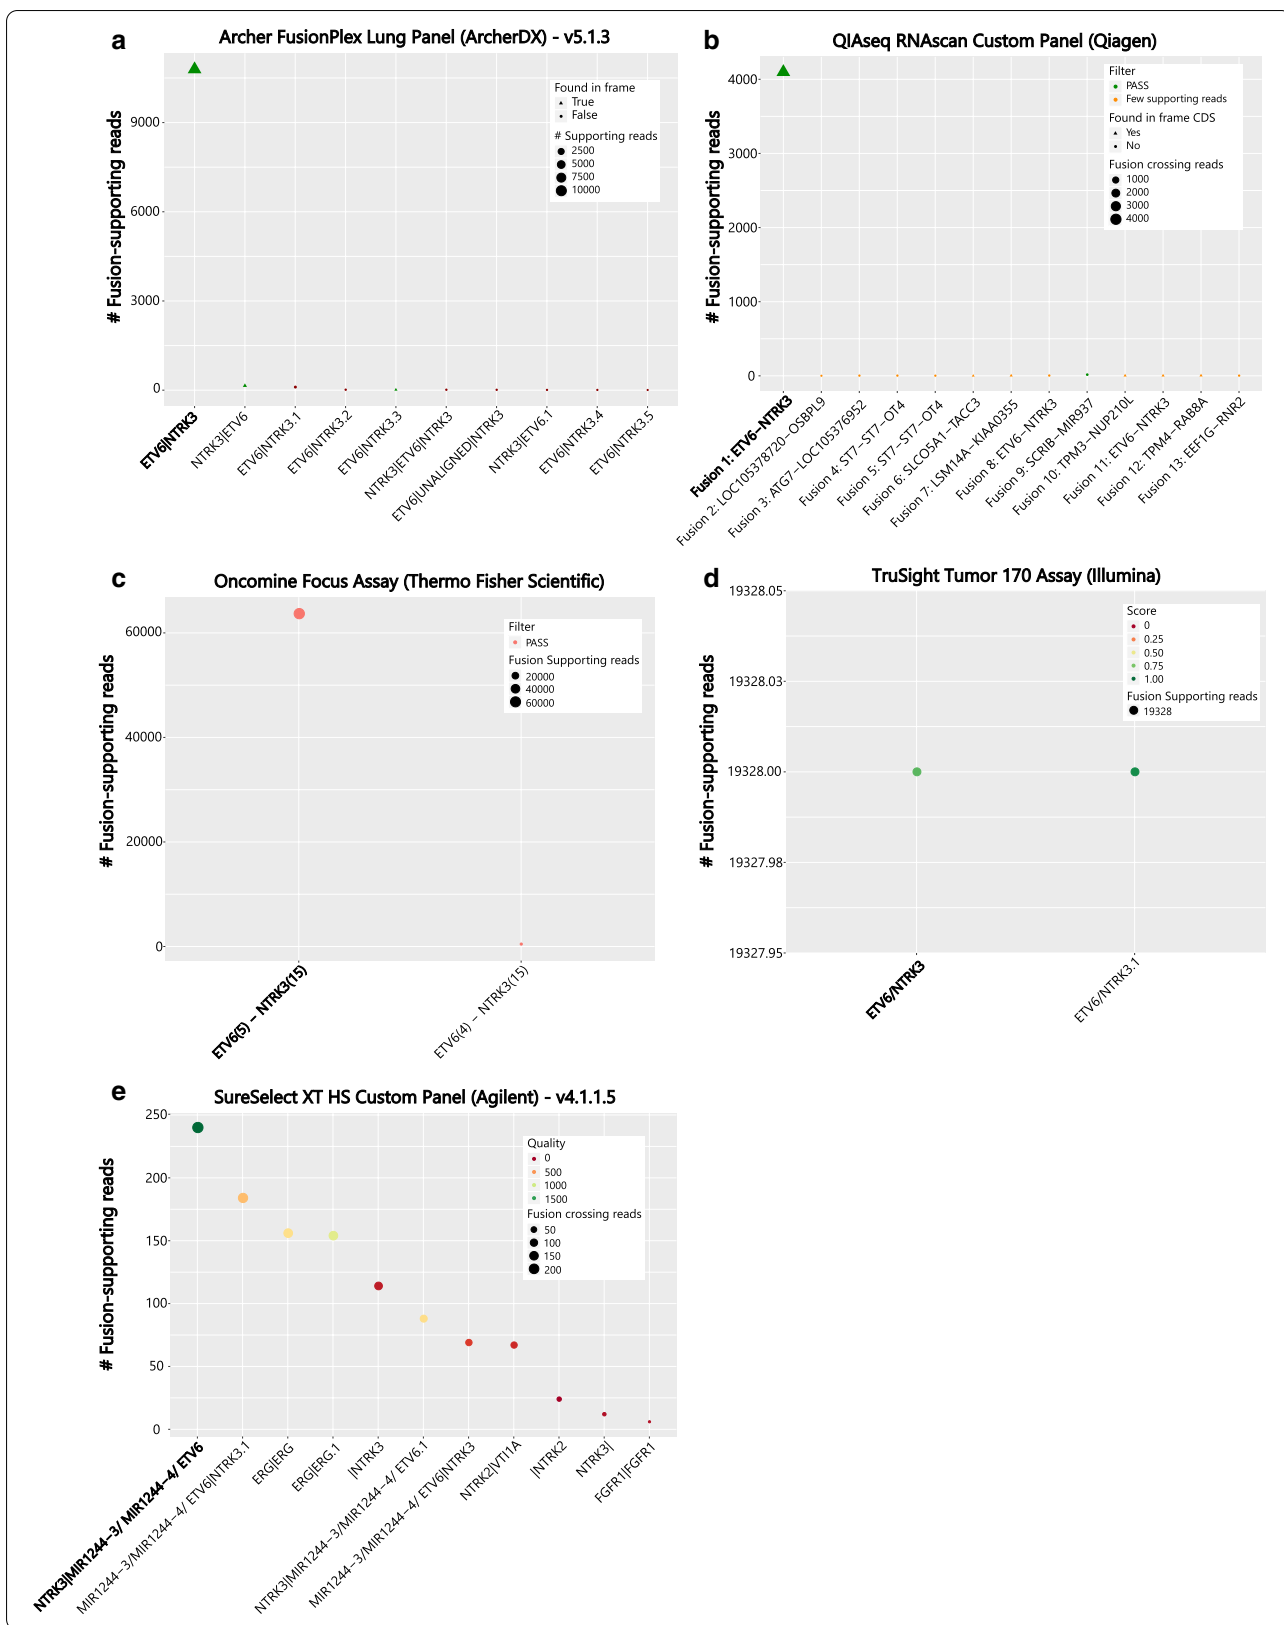 a
Archer FusionPlex Lung Panel (ArcherDX) - v5.1.3
# Fusion-supporting reads
9000
6000
3000
0
Found in frame
True
False
# Supporting reads
2500
5000
7500
10000
ETV6|NTRK3
NTRK3|ETV6
ETV6|NTRK3.1
ETV6|NTRK3.2
ETV6|NTRK3.3
NTRK3|ETV6|NTRK3
ETV6|UNALIGNED|NTRK3
NTRK3|ETV6.1
ETV6|NTRK3.4
ETV6|NTRK3.5
b
QIAseq RNAscan Custom Panel (Qiagen)
# Fusion-supporting reads
4000
3000
2000
1000
0
Filter
PASS
Few supporting reads
Found in frame CDS
Yes
No
Fusion crossing reads
1000
2000
3000
4000
Fusion 1: ETV6–NTRK3
Fusion 2: LOC105378720–OSBPL9
Fusion 3: ATG7–LOC105376952
Fusion 4: ST7–ST7–OT4
Fusion 5: ST7–ST7–OT4
Fusion 6: SLCO5A1–TACC3
Fusion 7: LSM14A–KIAA0355
Fusion 8: ETV6–NTRK3
Fusion 9: SCRIB–MIR937
Fusion 10: TPM3–NUP210L
Fusion 11: ETV6–NTRK3
Fusion 12: TPM4–RAB8A
Fusion 13: EEF1G–RNR2
c
Oncomine Focus Assay (Thermo Fisher Scientific)
# Fusion-supporting reads
60000
40000
20000
0
Filter
PASS
Fusion Supporting reads
20000
40000
60000
ETV6(5) – NTRK3(15)
ETV6(4) – NTRK3(15)
d
TruSight Tumor 170 Assay (Illumina)
# Fusion-supporting reads
19328.05
19328.03
19328.00
19327.98
19327.95
Score
0
0.25
0.50
0.75
1.00
Fusion Supporting reads
19328
ETV6/NTRK3
ETV6/NTRK3.1
e
SureSelect XT HS Custom Panel (Agilent) - v4.1.1.5
# Fusion-supporting reads
250
200
150
100
50
0
Quality
0
500
1000
1500
Fusion crossing reads
50
100
150
200
NTRK3|MIR1244–3/ MIR1244–4/ ETV6
MIR1244–3/MIR1244–4/ ETV6|NTRK3.1
ERG|ERG
ERG|ERG.1
|NTRK3
NTRK3|MIR1244–3/MIR1244–4/ ETV6.1
MIR1244–3/MIR1244–4/ ETV6|NTRK3
NTRK2|VTI1A
|NTRK2
NTRK3|
FGFR1|FGFR1